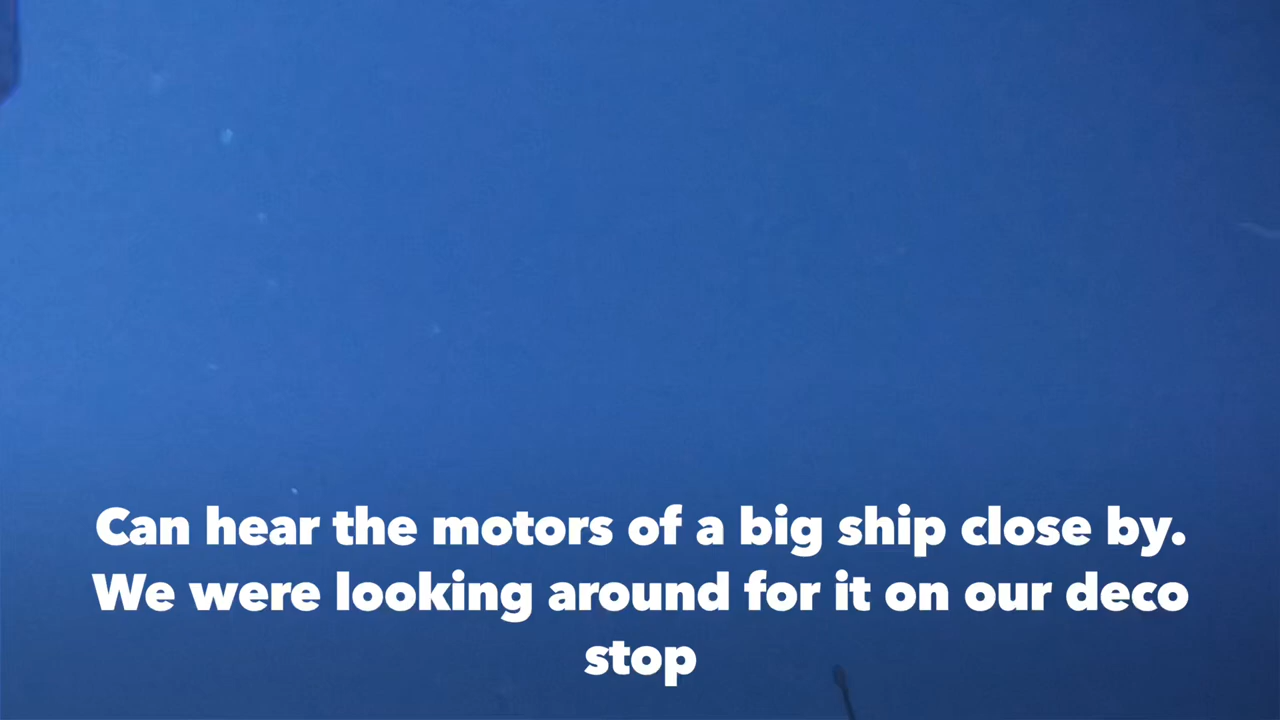 Can hear the motors of a big ship close by.
We were looking around for it on our deco
stop